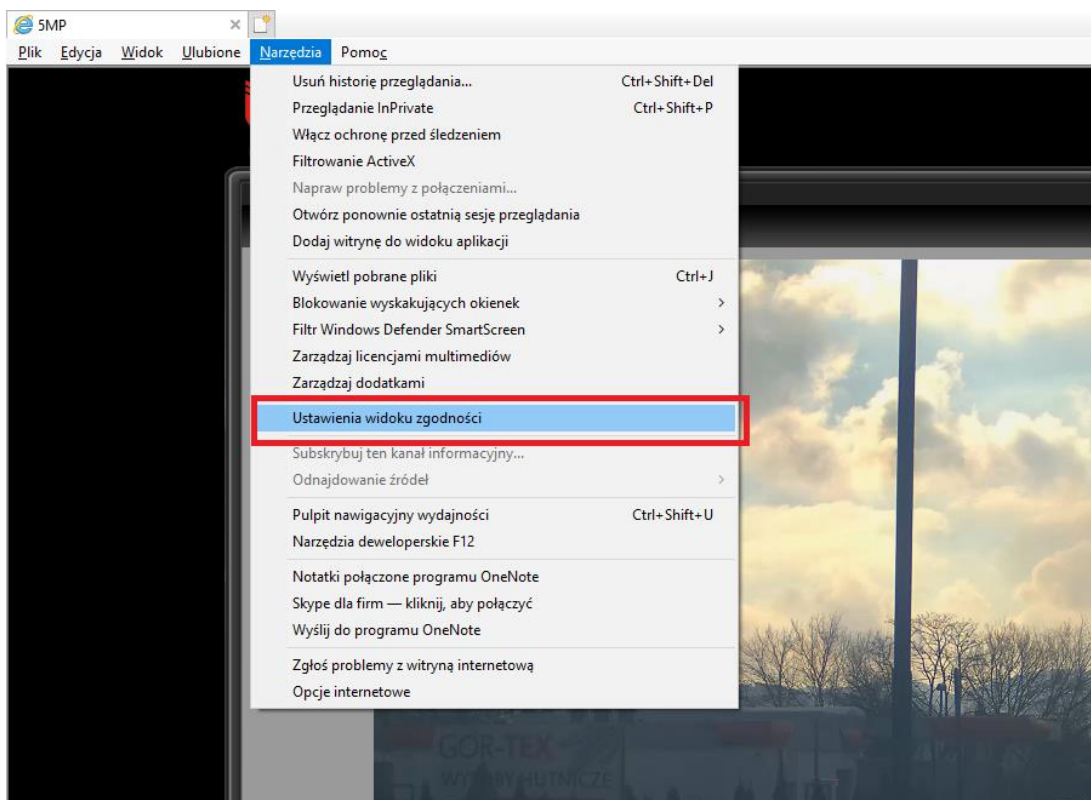 5MP
Plik Edycja Widok Ulubione Narzędzia Pomoc
Usuń historię przeglądania... Ctrl+Shift+Del
Przeglądanie InPrivate Ctrl+Shift+P
Włącz ochronę przed śledzeniem
Filtrowanie ActiveX
Napraw problemy z połączeniami...
Otwórz ponownie ostatnią sesję przeglądania
Dodaj witrynę do widoku aplikacji
Wyświetl pobrane pliki Ctrl+J
Blokowanie wyskakujących okienek
Filtr Windows Defender SmartScreen
Zarządzaj licencjami multimediów
Zarządzaj dodatkami
Ustawienia widoku zgodności
Subskrybuj ten kanał informacyjny...
Odnajdowanie źródeł
Pulpit nawigacyjny wydajności Ctrl+Shift+U
Narzędzia deweloperskie F12
Notatki połączone programu OneNote
Skype dla firm — kliknij, aby połączyć
Wyślij do programu OneNote
Zgłoś problemy z witryną internetową
Opcje internetowe
GÓR-TEX
WYROBY HUTNICZE